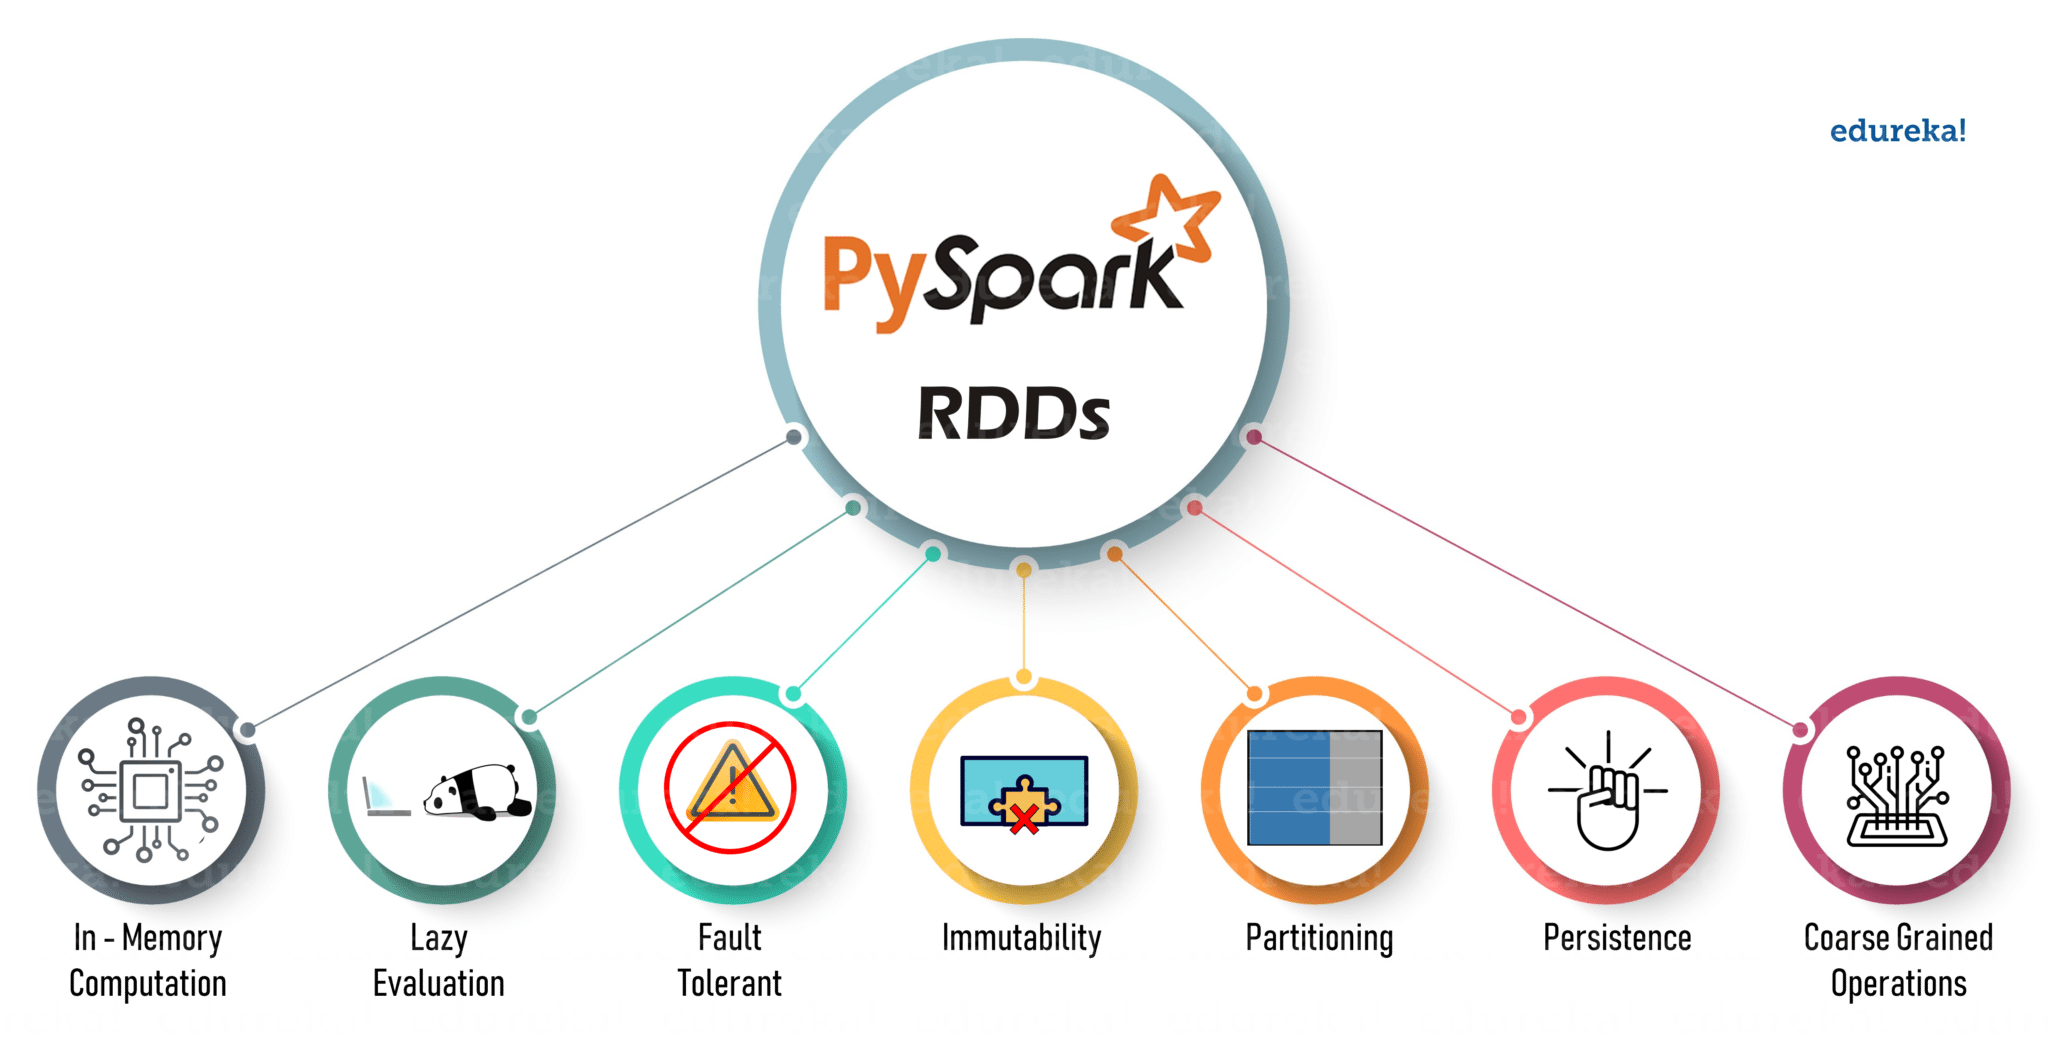 edureka!
PySpark
RDDs
In - Memory
Computation
Lazy
Evaluation
Fault
Tolerant
Immutability
Partitioning
Persistence
Coarse Grained
Operations